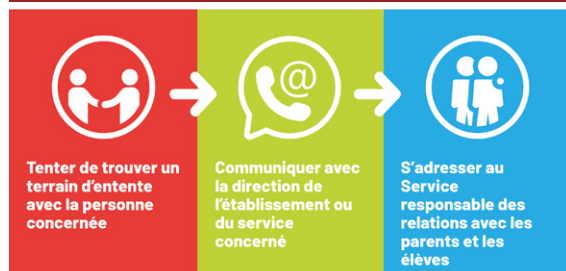 @
Tenter de trouver un
terrain d'entente
avec la personne
concernée
Communiquer avec
la direction de
l'établissement ou
du service
concerné
S'adresser au
Service
responsable des
relations avec les
parents et les
élèves